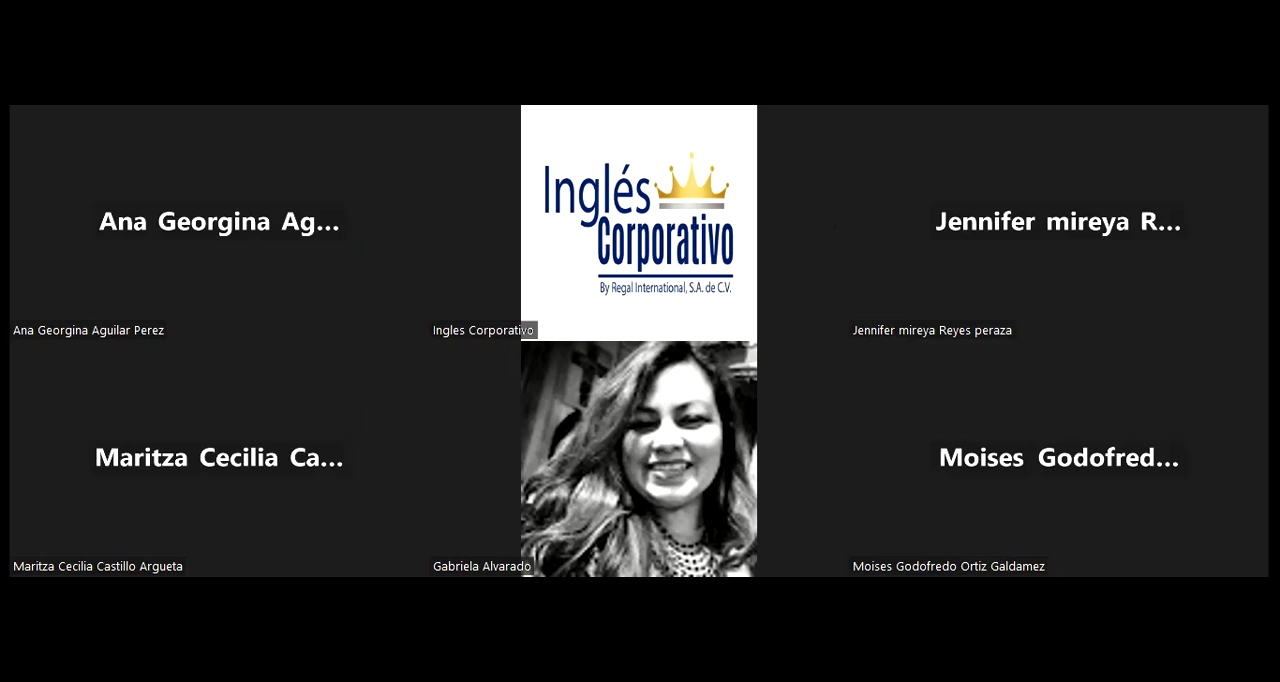 Ana Georgina Ag...
Ana Georgina Aguilar Perez
Inglés
Corporativo
By Regal International, S.A. de C.V.
Ingles Corporativo
Jennifer mireya R...
Jennifer mireya Reyes peraza
Maritza Cecilia Ca...
Maritza Cecilia Castillo Argueta
Gabriela Alvarado
Moises Godofred...
Moises Godofredo Ortiz Galdamez